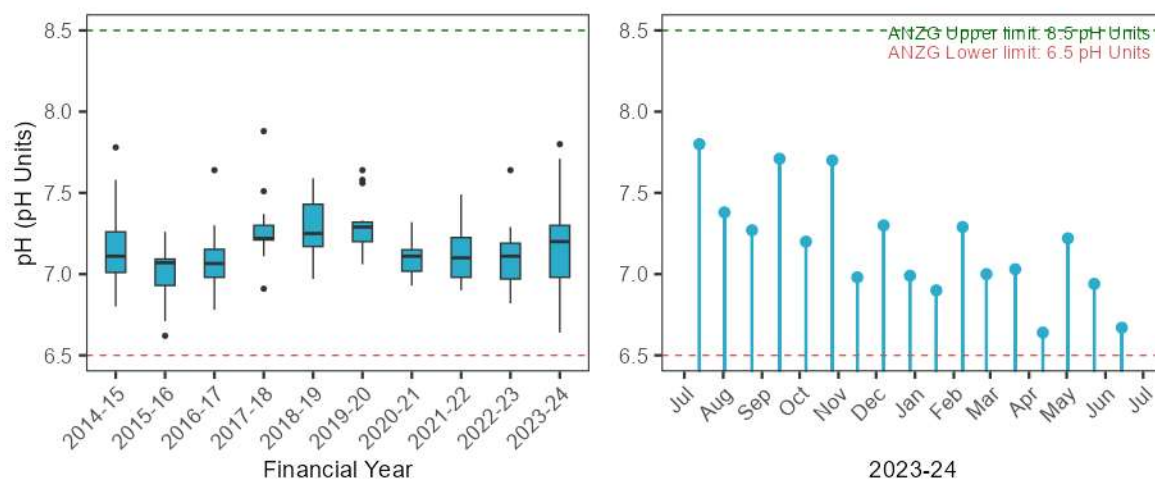 pH (pH Units)
8.5
8.0
7.5
7.0
6.5
2014-15
2015-16
2016-17
2017-18
2018-19
2019-20
2020-21
2021-22
2022-23
2023-24
Financial Year
ANZG Upper limit: 8.5 pH Units
ANZG Lower limit: 6.5 pH Units
8.5
8.0
7.5
7.0
6.5
Jul
Aug
Sep
Oct
Nov
Dec
Jan
Feb
Mar
Apr
May
Jun
Jul
2023-24